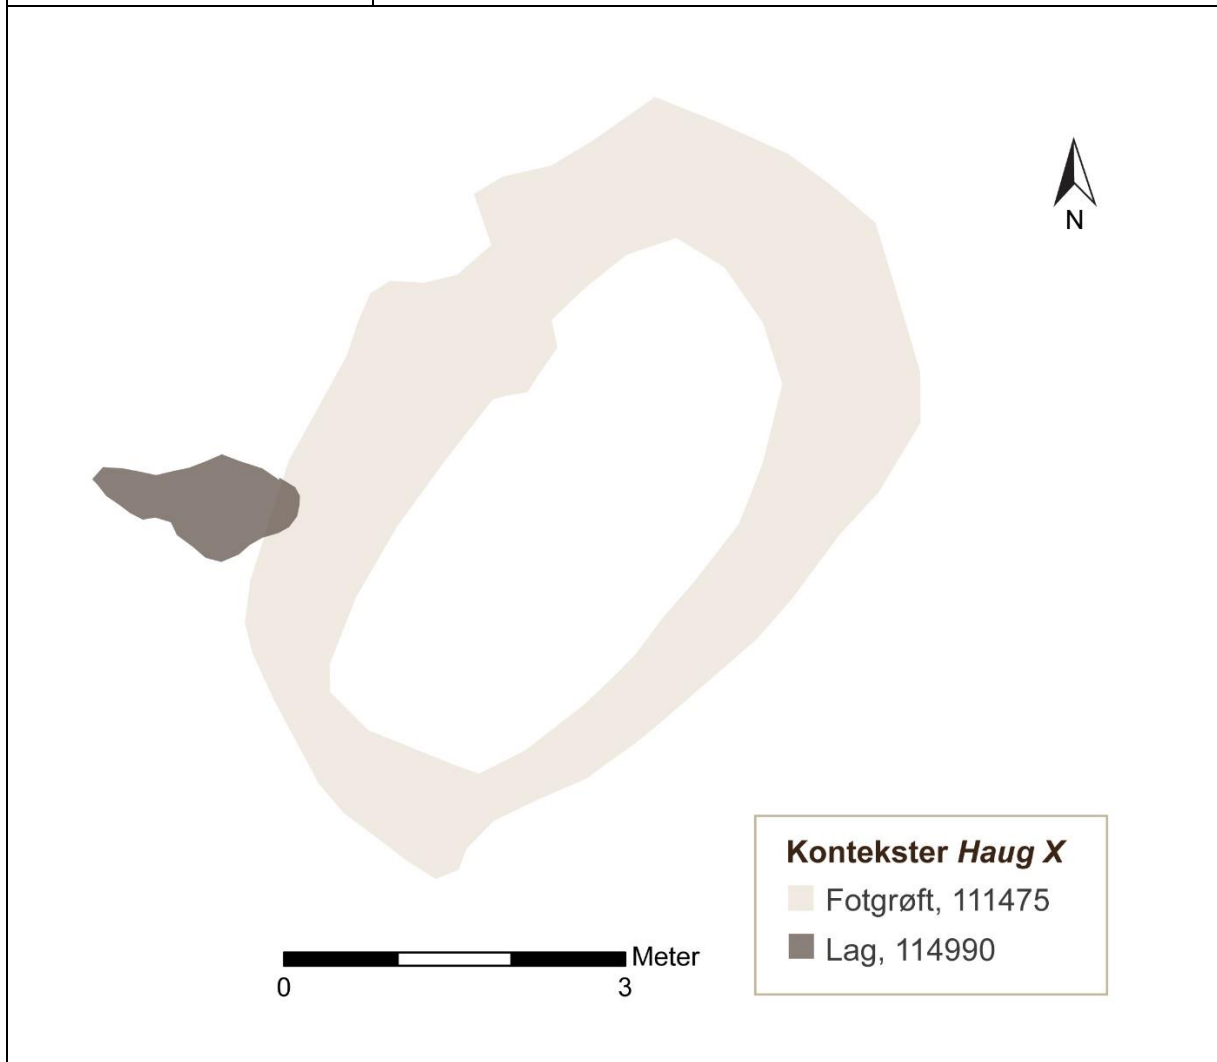 N
Kontekster Haug X
Fotgrøft, 111475
Lag, 114990
Meter
0 3